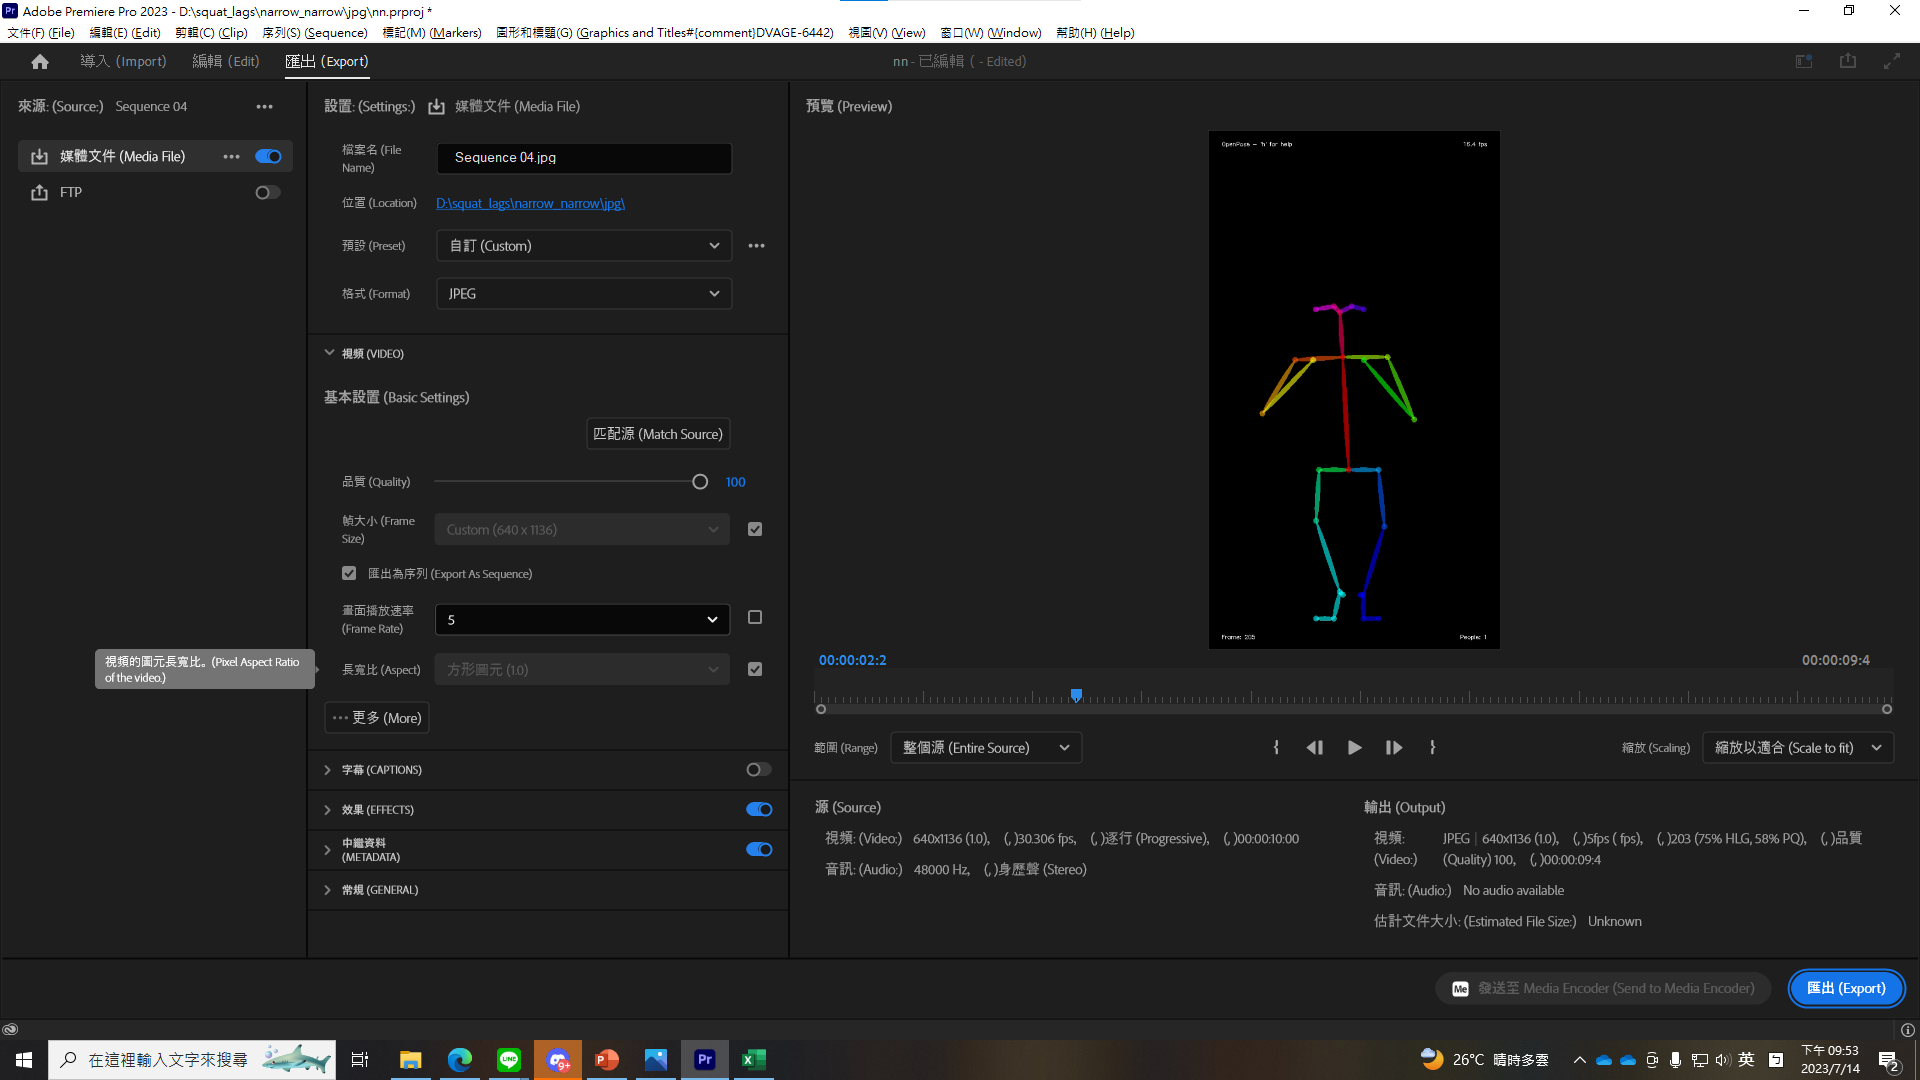 Adobe Premiere Pro 2023 - D:\squat_lags\narrow_narrow\jpg\nn.prproj *
文件(F) (File) 編輯(E) (Edit) 剪輯(C) (Clip) 序列(S) (Sequence) 標記(M) (Markers) 圖形和標題(G) (Graphics and Titles#{comment}DVAGE-6442) 視圖(V) (View) 窗口(W) (Window) 幫助(H) (Help)
導入 (Import) 編輯 (Edit) 匯出 (Export) nn - 已編輯 ( - Edited)
來源: (Source:) Sequence 04
媒體文件 (Media File)
FTP
設置: (Settings:) 媒體文件 (Media File)
檔案名 (File Name) Sequence 04.jpg
位置 (Location) D:\squat_lags\narrow_narrow\jpg\
預設 (Preset) 自訂 (Custom)
格式 (Format) JPEG
視頻 (VIDEO)
基本設置 (Basic Settings)
匹配源 (Match Source)
品質 (Quality) 100
幀大小 (Frame Size) Custom (640 x 1136)
匯出為序列 (Export As Sequence)
畫面播放速率 (Frame Rate) 5
視頻的圖元長寬比。(Pixel Aspect Ratio
of the video.)
長寬比 (Aspect) 方形圖元 (1.0)
更多 (More)
字幕 (CAPTIONS)
效果 (EFFECTS)
中繼資料
(METADATA)
常規 (GENERAL)
預覽 (Preview)
OpenPose - 'h' for help 16.4 fps
Frame: 205 People: 1
00:00:02:2 00:00:09:4
範圍 (Range) 整個源 (Entire Source) 縮放 (Scaling) 縮放以適合 (Scale to fit)
源 (Source)
視頻: (Video:) 640x1136 (1.0), (, )30.306 fps, (, )逐行 (Progressive), (, )00:00:10:00
音訊: (Audio:) 48000 Hz, (, )身歷聲 (Stereo)
輸出 (Output)
視頻: (Video:) JPEG | 640x1136 (1.0), (, )5fps ( fps), (, )203 (75% HLG, 58% PQ), (, )品質
(Quality) 100, (, )00:00:09:4
音訊: (Audio:) No audio available
估計文件大小: (Estimated File Size:) Unknown
Me 發送至 Media Encoder (Send to Media Encoder) 匯出 (Export)
在這裡輸入文字來搜尋
LINE 9+ P Pr X
26°C 晴時多雲 英
下午 09:53
2023/7/14
2